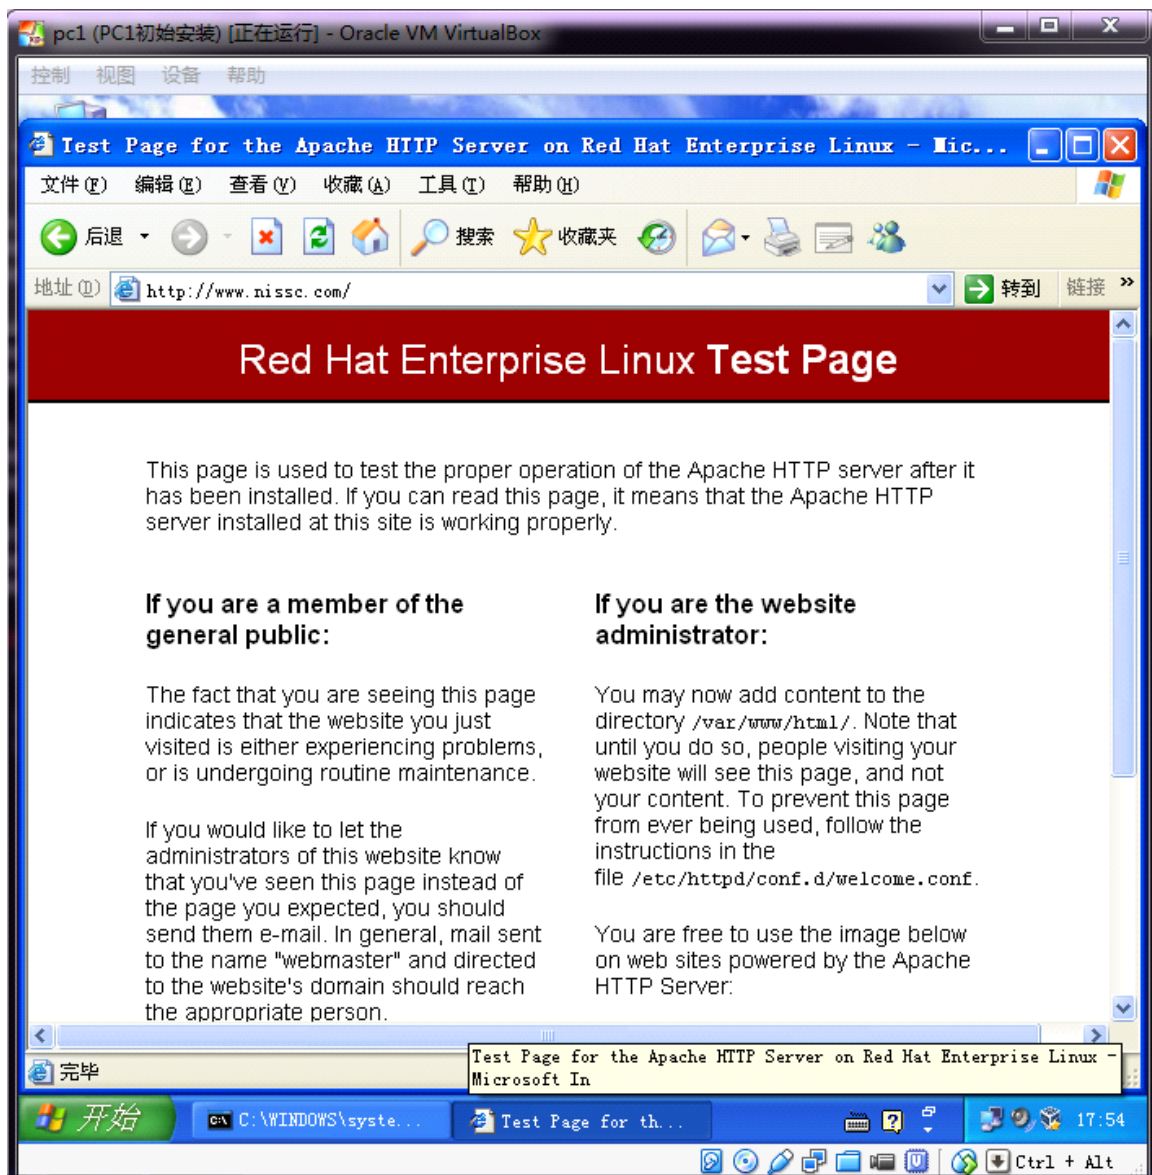 pc1 (PC1初始安装) [正在运行] - Oracle VM VirtualBox
控制 视图 设备 帮助
Test Page for the Apache HTTP Server on Red Hat Enterprise Linux - Mic...
文件(F) 编辑(E) 查看(V) 收藏(A) 工具(T) 帮助(H)
后退 搜索 收藏夹
地址(D) http://www.nissc.com/ 转到 链接 »
Red Hat Enterprise Linux Test Page
This page is used to test the proper operation of the Apache HTTP server after it
has been installed. If you can read this page, it means that the Apache HTTP
server installed at this site is working properly.
If you are a member of the
general public:
The fact that you are seeing this page
indicates that the website you just
visited is either experiencing problems,
or is undergoing routine maintenance.
If you would like to let the
administrators of this website know
that you've seen this page instead of
the page you expected, you should
send them e-mail. In general, mail sent
to the name "webmaster" and directed
to the website's domain should reach
the appropriate person.
If you are the website
administrator:
You may now add content to the
directory /var/www/html/. Note that
until you do so, people visiting your
website will see this page, and not
your content. To prevent this page
from ever being used, follow the
instructions in the
file /etc/httpd/conf.d/welcome.conf.
You are free to use the image below
on web sites powered by the Apache
HTTP Server:
Test Page for the Apache HTTP Server on Red Hat Enterprise Linux -
Microsoft In
完毕
开始 C:\WINDOWS\syste... Test Page for th... 17:54
Ctrl + Alt